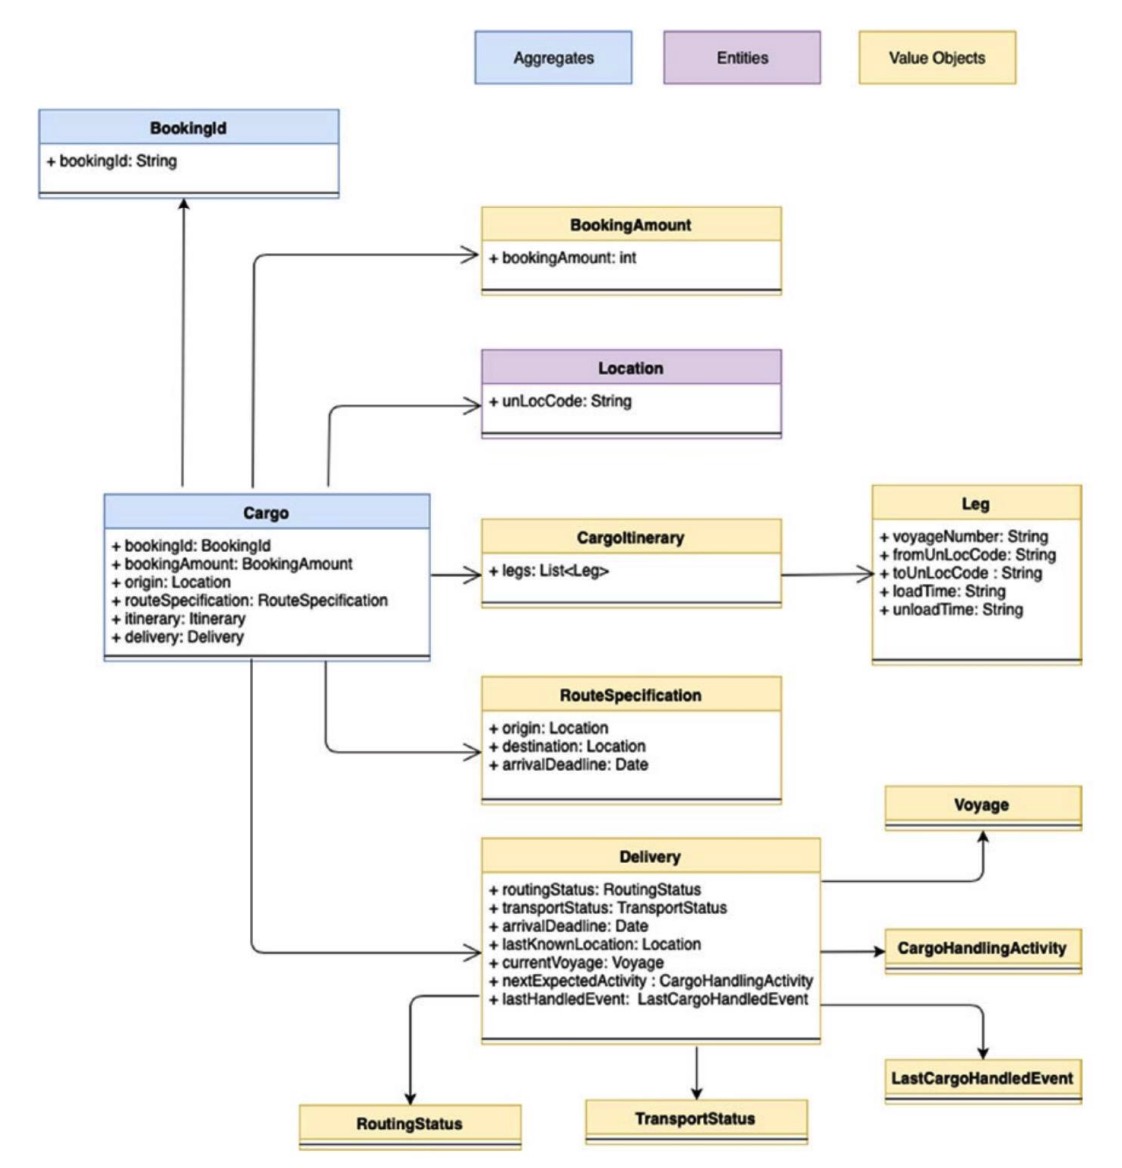 Aggregates
Entities
Value Objects
BookingId
+ bookingId: String
BookingAmount
+ bookingAmount: int
Location
+ unLocCode: String
Cargo
+ bookingId: BookingId
+ bookingAmount: BookingAmount
+ origin: Location
+ routeSpecification: RouteSpecification
+ itinerary: Itinerary
+ delivery: Delivery
CargoItinerary
+ legs: List<Leg>
Leg
+ voyageNumber: String
+ fromUnLocCode: String
+ toUnLocCode : String
+ loadTime: String
+ unloadTime: String
RouteSpecification
+ origin: Location
+ destination: Location
+ arrivalDeadline: Date
Delivery
+ routingStatus: RoutingStatus
+ transportStatus: TransportStatus
+ arrivalDeadline: Date
+ lastKnownLocation: Location
+ currentVoyage: Voyage
+ nextExpectedActivity : CargoHandlingActivity
+ lastHandledEvent: LastCargoHandledEvent
Voyage
CargoHandlingActivity
LastCargoHandledEvent
RoutingStatus
TransportStatus